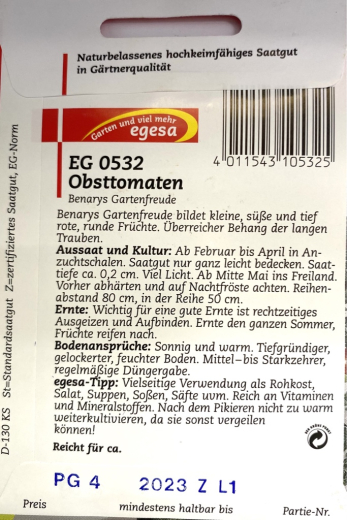 Naturbelassenes hochkeimfähiges Saatgut
in Gärtnerqualität
Garten und viel mehr
egesa
4 011543 105325
EG 0532
Obsttomaten
Benarys Gartenfreude
Benarys Gartenfreude bildet kleine, süße und tief
rote, runde Früchte. Überreicher Behang der langen
Trauben.
Aussaat und Kultur: Ab Februar bis April in An-
zuchtschalen. Saatgut nur ganz leicht bedecken. Saat-
tiefe ca. 0,2 cm. Viel Licht. Ab Mitte Mai ins Freiland.
Vorher abhärten und auf Nachtfröste achten. Reihen-
abstand 80 cm, in der Reihe 50 cm.
Ernte: Wichtig für eine gute Ernte ist rechtzeitiges
Ausgeizen und Aufbinden. Ernte den ganzen Sommer,
Früchte reifen nach.
Bodenansprüche: Sonnig und warm. Tiefgründiger,
gelockerter, feuchter Boden. Mittel-bis Starkzehrer,
regelmäßige Düngergabe.
egesa-Tipp: Vielseitige Verwendung als Rohkost,
Salat, Suppen, Soßen, Säfte uvm. Reich an Vitaminen
und Mineralstoffen. Nach dem Pikieren nicht zu warm
weiterkultivieren, da sie sonst vergeilen
können!
Reicht für ca.
PG 4 2023 Z L1
Preis mindestens haltbar bis Partie-Nr.
D-130 KS St=Standardsaatgut Z=zertifiziertes Saatgut, EG-Norm